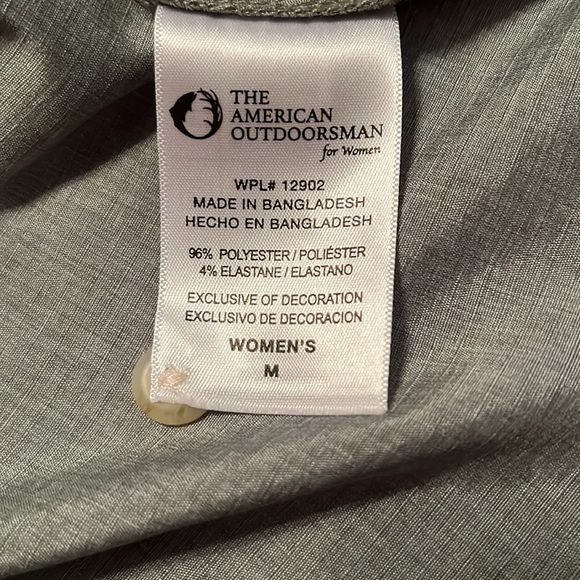 THE
AMERICAN
OUTDOORSMAN
for Women
WPL# 12902
MADE IN BANGLADESH
HECHO EN BANGLADESH
96% POLYESTER / POLIÉSTER
4% ELASTANE / ELASTANO
EXCLUSIVE OF DECORATION
EXCLUSIVO DE DECORACION
WOMEN'S
M